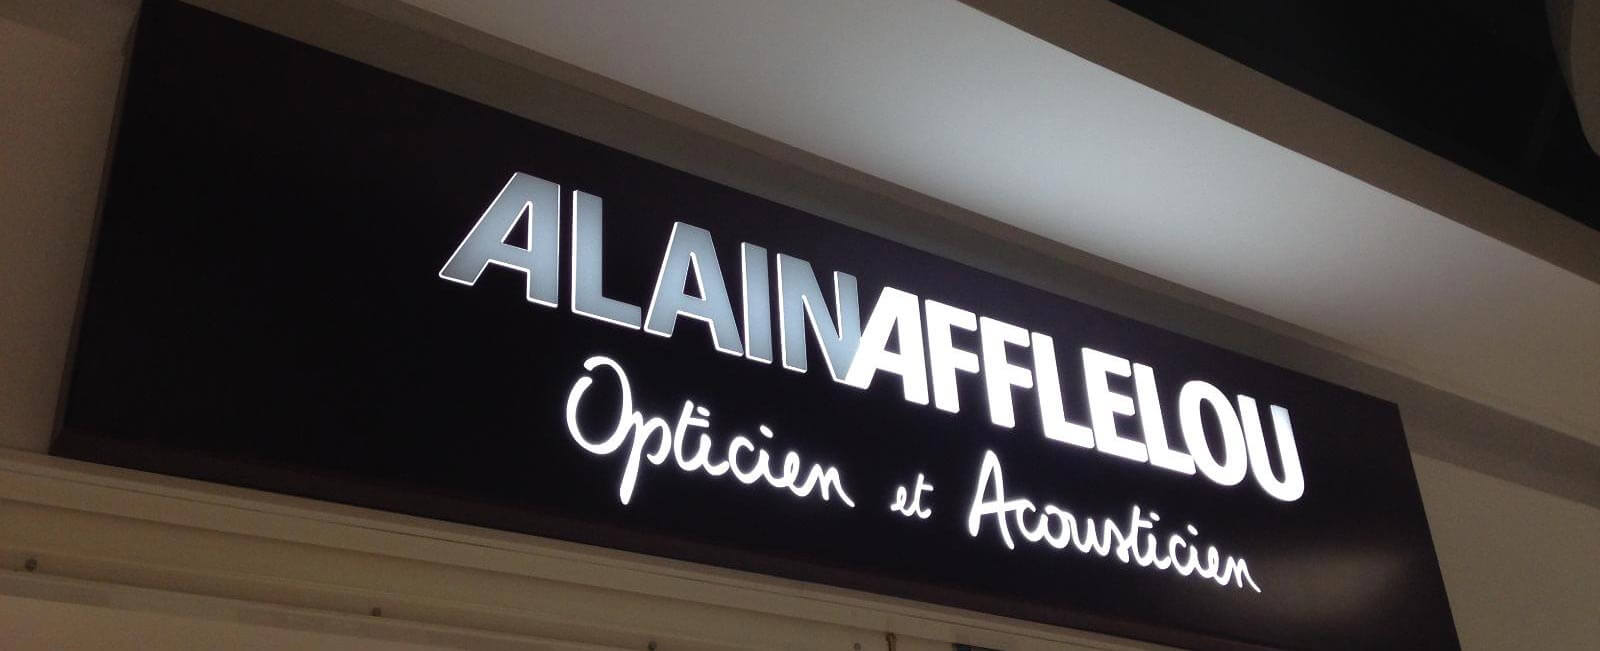 ALAINAFFLELOU
Opticien et Acousticien